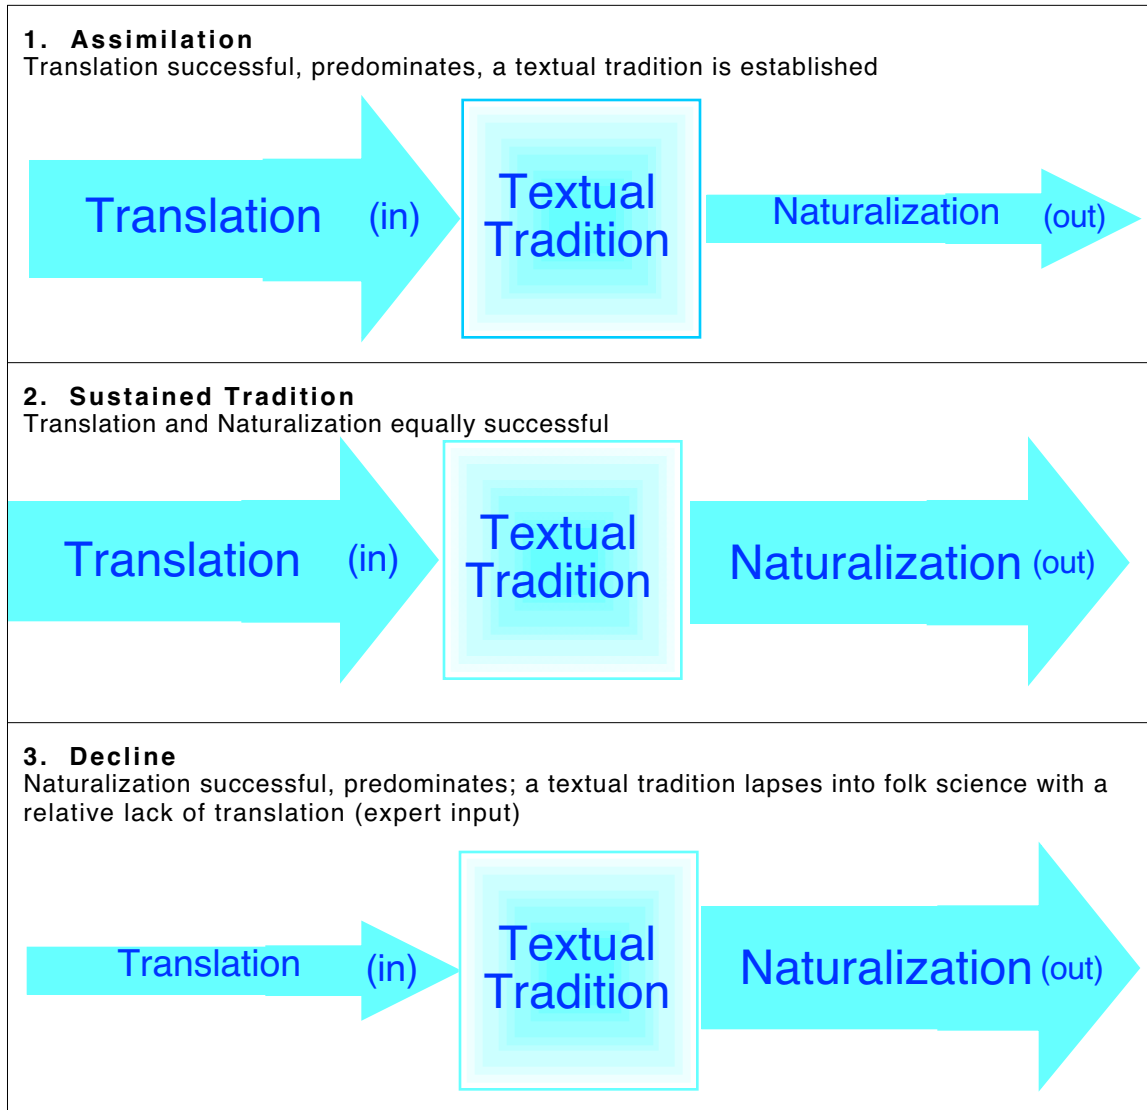 1. Assimilation
Translation successful, predominates, a textual tradition is established
Translation (in)
Textual
Tradition
Naturalization (out)
2. Sustained Tradition
Translation and Naturalization equally successful
Translation (in)
Textual
Tradition
Naturalization (out)
3. Decline
Naturalization successful, predominates; a textual tradition lapses into folk science with a
relative lack of translation (expert input)
Translation (in)
Textual
Tradition
Naturalization (out)